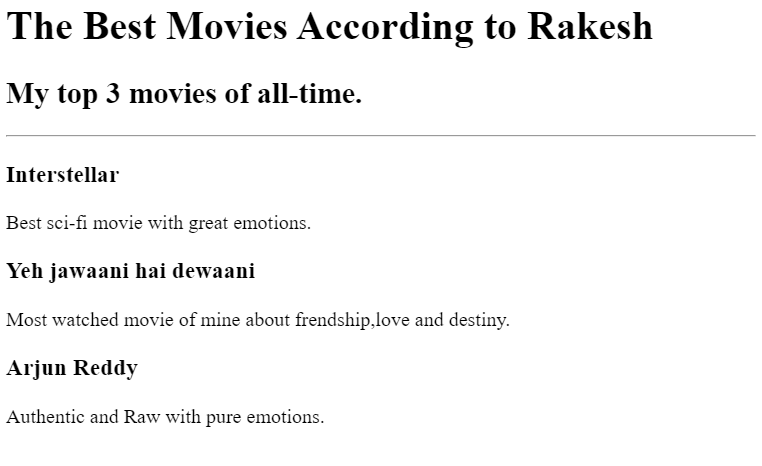 The Best Movies According to Rakesh
My top 3 movies of all-time.
Interstellar
Best sci-fi movie with great emotions.
Yeh jawaani hai dewaani
Most watched movie of mine about frendship,love and destiny.
Arjun Reddy
Authentic and Raw with pure emotions.